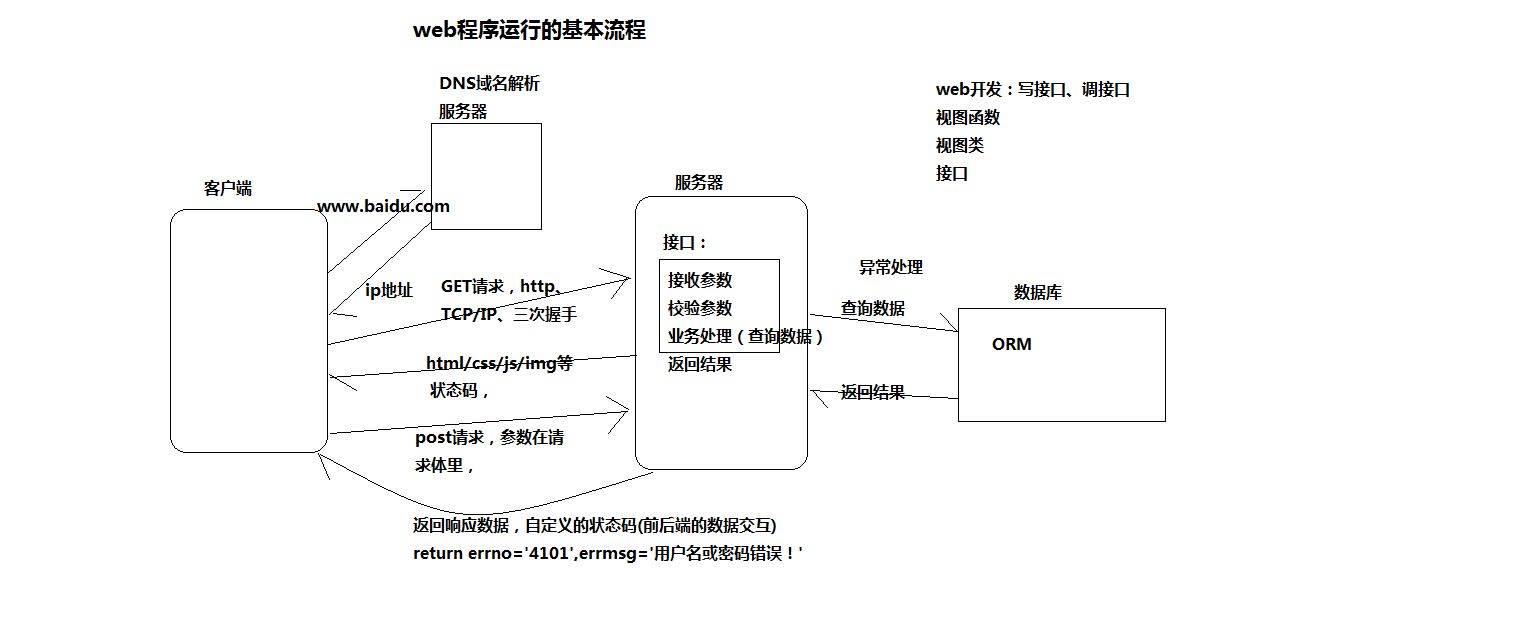 web程序运行的基本流程
DNS域名解析
服务器
web开发：写接口、调接口
视图函数
视图类
接口
客户端
www.baidu.com
服务器
接口：
ip地址
GET请求，http、
TCP/IP、三次握手
接收参数
校验参数
业务处理（查询数据）
返回结果
异常处理
查询数据
数据库
ORM
返回结果
html/css/js/img等
状态码，
post请求，参数在请
求体里，
返回响应数据，自定义的状态码(前后端的数据交互)
return errno='4101',errmsg='用户名或密码错误！'